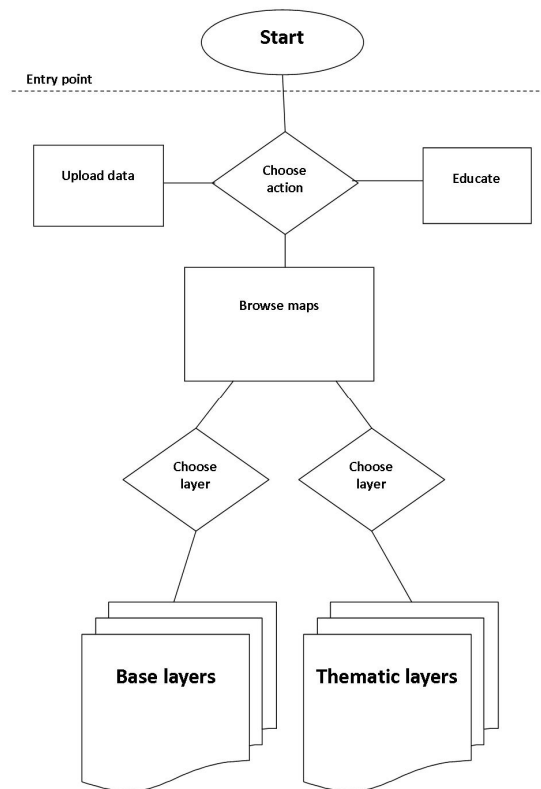 Start
Entry point
Choose
action
Upload data
Educate
Browse maps
Choose
layer
Choose
layer
Base layers
Thematic layers